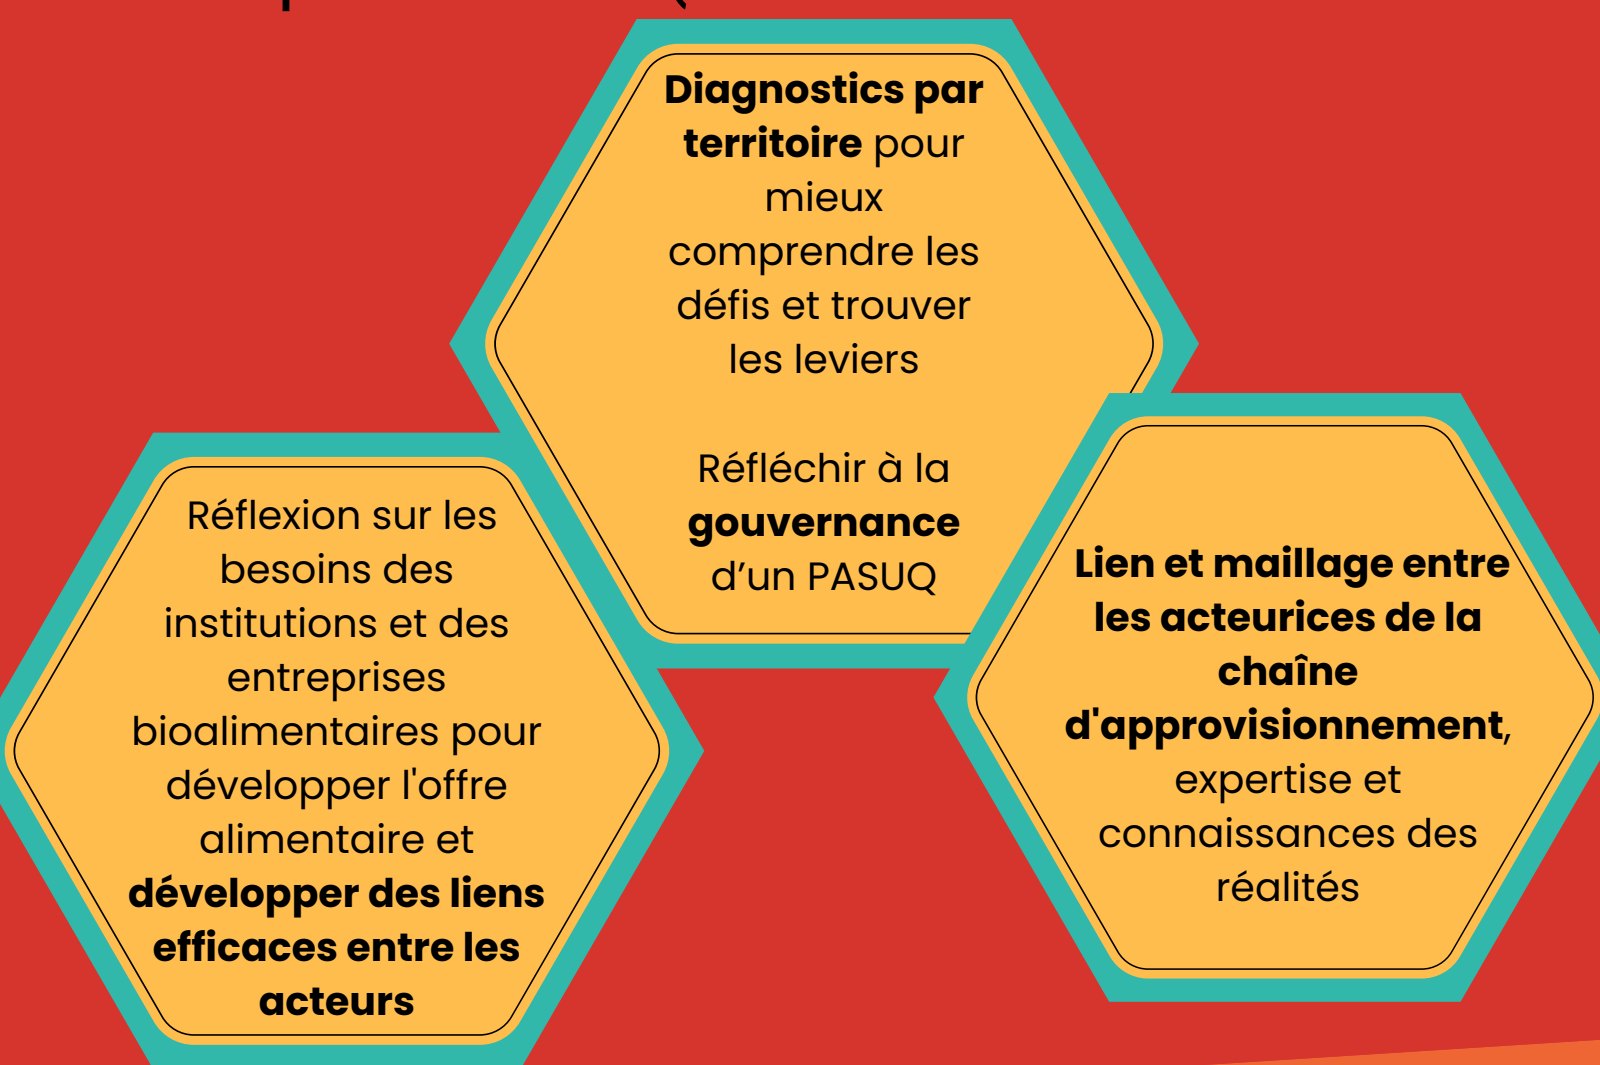 Diagnostics par
territoire pour
mieux
comprendre les
défis et trouver
les leviers
Réfléchir à la
gouvernance
d’un PASUQ
Réflexion sur les
besoins des
institutions et des
entreprises
bioalimentaires pour
développer l'offre
alimentaire et
développer des liens
efficaces entre les
acteurs
Lien et maillage entre
les acteurices de la
chaîne
d'approvisionnement,
expertise et
connaissances des
réalités